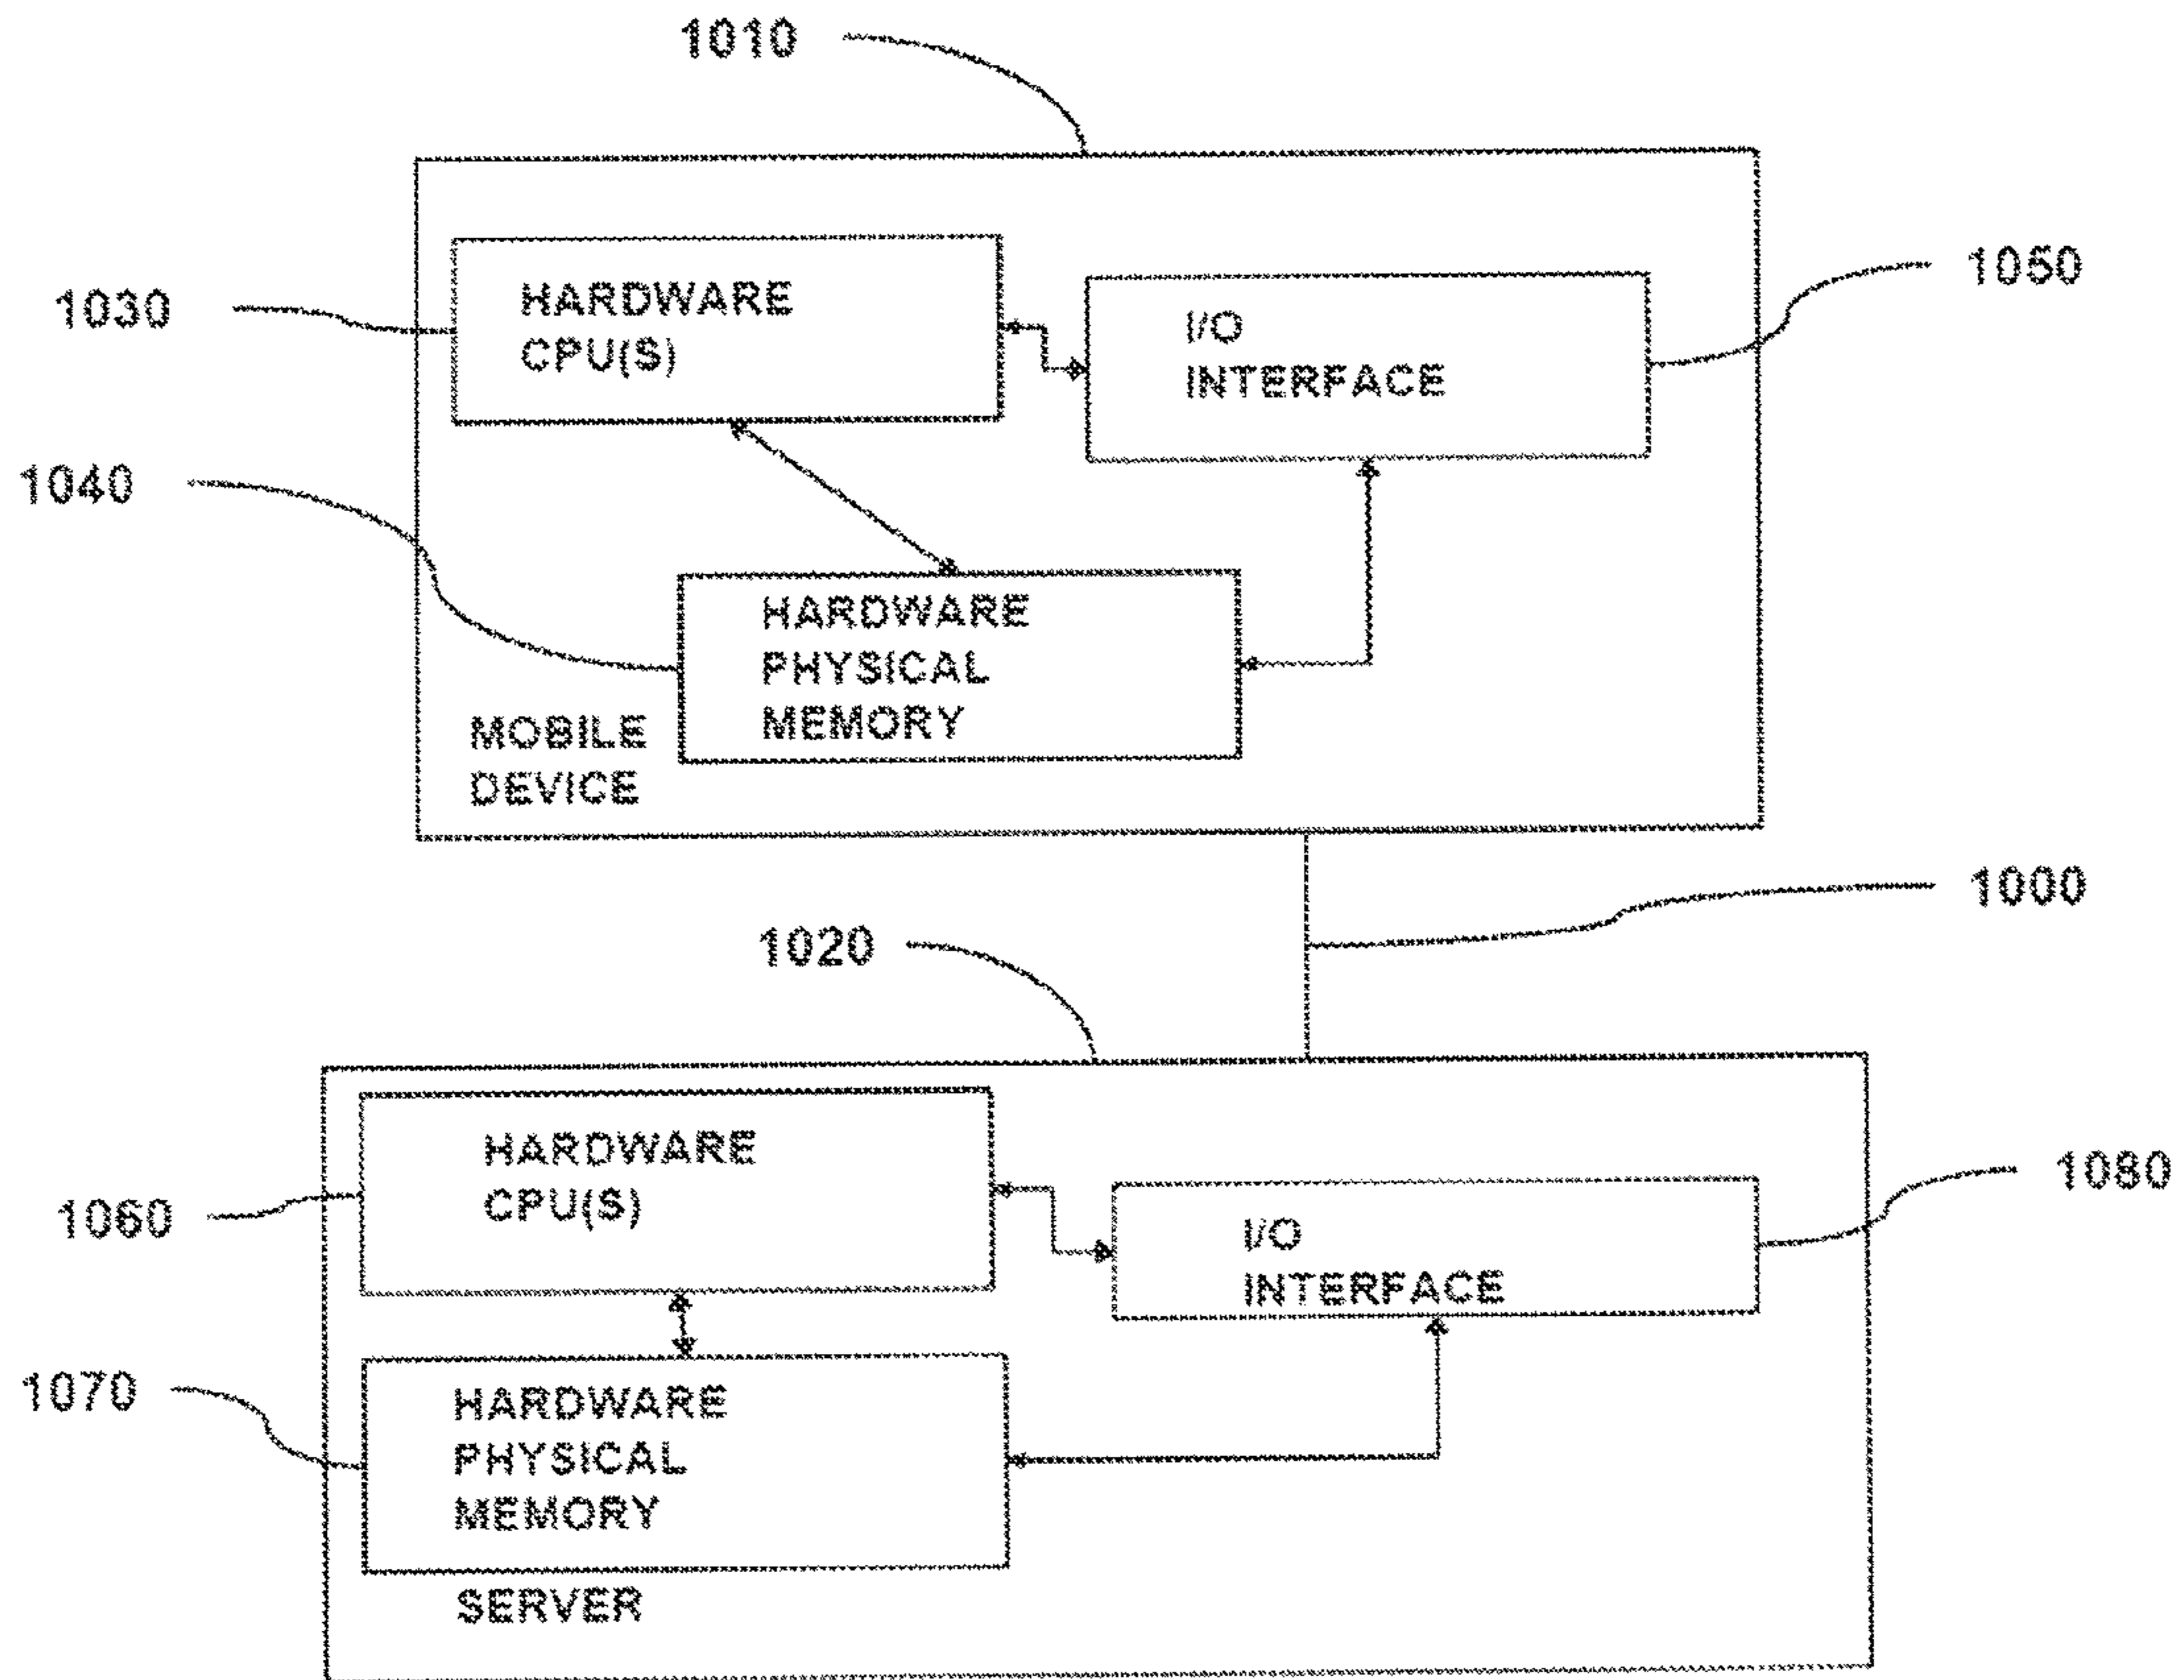 1010
1030
HARDWARE
CPU(S)
I/O
INTERFACE
1050
1040
HARDWARE
PHYSICAL
MEMORY
MOBILE
DEVICE
1000
1020
1060
HARDWARE
CPU(S)
I/O
INTERFACE
1080
1070
HARDWARE
PHYSICAL
MEMORY
SERVER